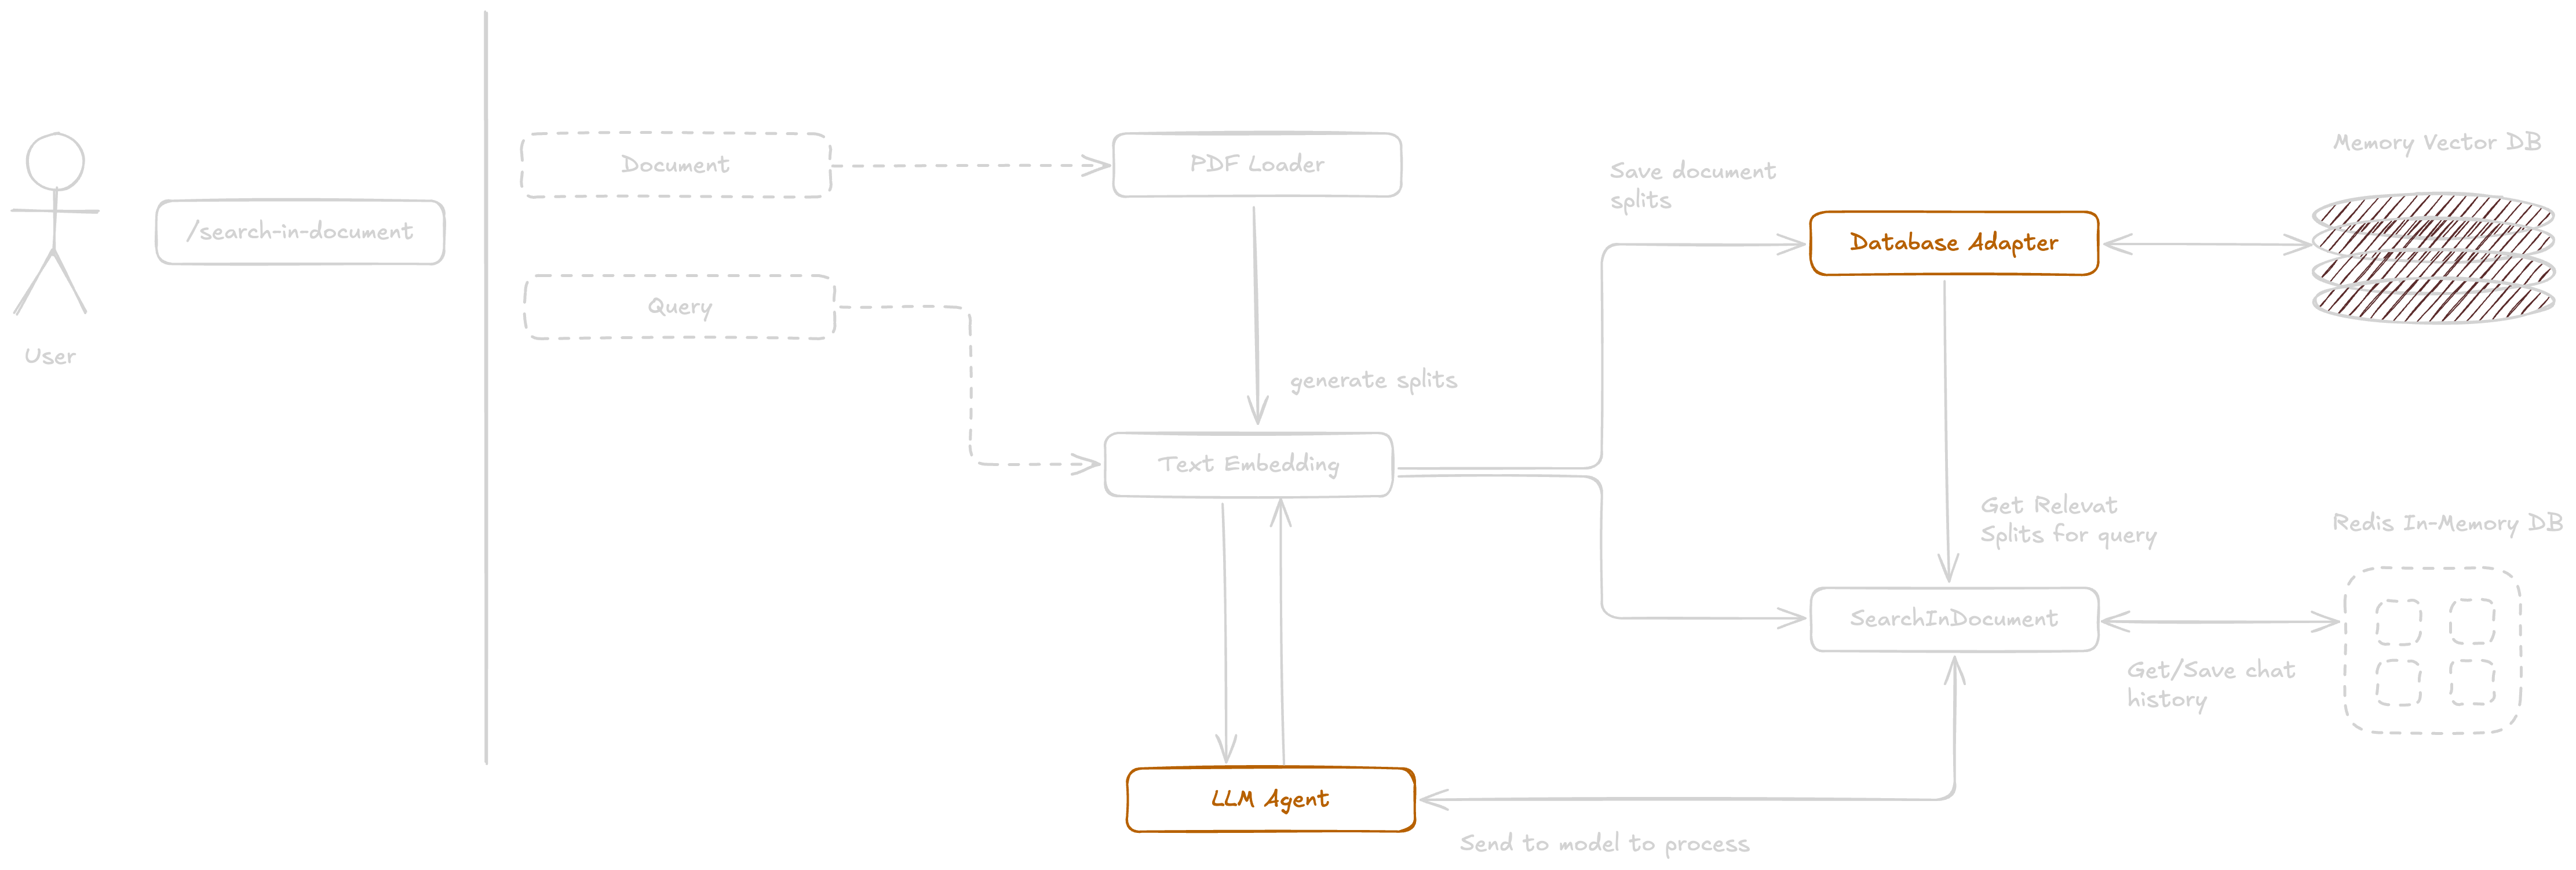 User
/search-in-document
Document
Query
PDF Loader
generate splits
Text Embedding
LLM Agent
Send to model to process
Save document
splits
Database Adapter
Memory Vector DB
Get Relevat
Splits for query
SearchInDocument
Get/Save chat
history
Redis In-Memory DB